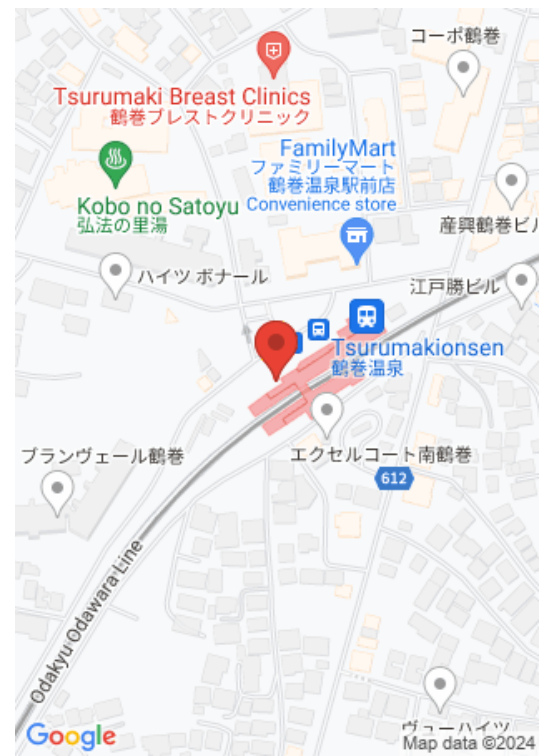 コーポ鶴巻
Tsurumaki Breast Clinics
鶴巻ブレストクリニック
FamilyMart
ファミリーマート
鶴巻温泉駅前店
Convenience store
Kobo no Satoyu
弘法の里湯
産興鶴巻ビル
ハイツ ボナール
江戸勝ビル
Tsurumakionsen
鶴巻温泉
ブランヴェール鶴巻
エクセルコート南鶴巻
612
Odakyu Odawara Line
ヴューハイツ
Google
Map data ©2024